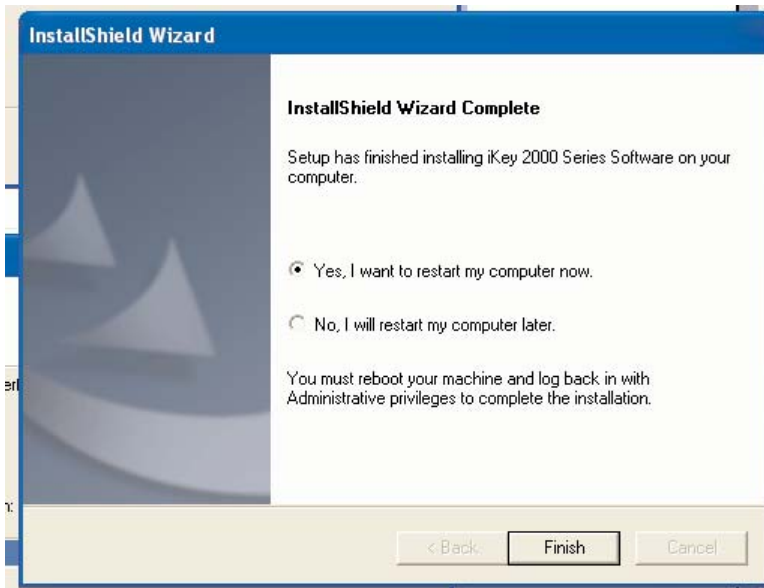 InstallShield Wizard
InstallShield Wizard Complete
Setup has finished installing iKey 2000 Series Software on your
computer.
Yes, I want to restart my computer now.
No, I will restart my computer later.
You must reboot your machine and log back in with
Administrative privileges to complete the installation.
< Back
Finish
Cancel